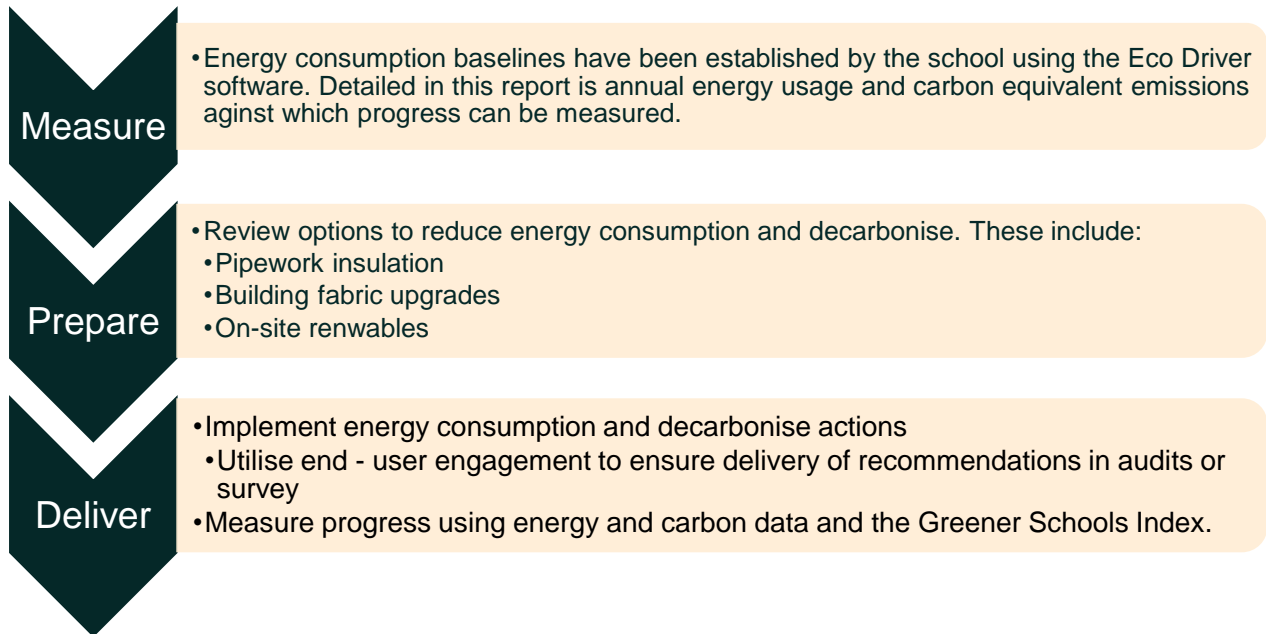 Measure
•Energy consumption baselines have been established by the school using the Eco Driver
software. Detailed in this report is annual energy usage and carbon equivalent emissions
aginst which progress can be measured.
Prepare
•Review options to reduce energy consumption and decarbonise. These include:
•Pipework insulation
•Building fabric upgrades
•On-site renwables
Deliver
•Implement energy consumption and decarbonise actions
•Utilise end - user engagement to ensure delivery of recommendations in audits or
survey
•Measure progress using energy and carbon data and the Greener Schools Index.